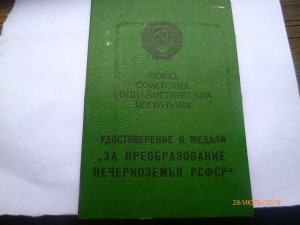 СОЮЗ
СОВЕТСКИХ
СОЦИАЛИСТИЧЕСКИХ
РЕСПУБЛИК
УДОСТОВЕРЕНИЕ К МЕДАЛИ
„ЗА ПРЕОБРАЗОВАНИЕ
НЕЧЕРНОЗЕМЬЯ РСФСР“